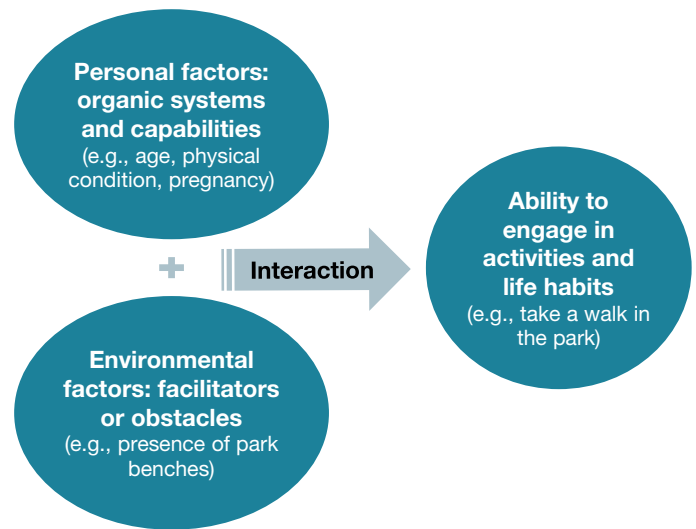 Personal factors:
organic systems
and capabilities
(e.g., age, physical
condition, pregnancy)
+
Interaction
Environmental
factors: facilitators
or obstacles
(e.g., presence of park
benches)
Ability to
engage in
activities and
life habits
(e.g., take a walk in
the park)